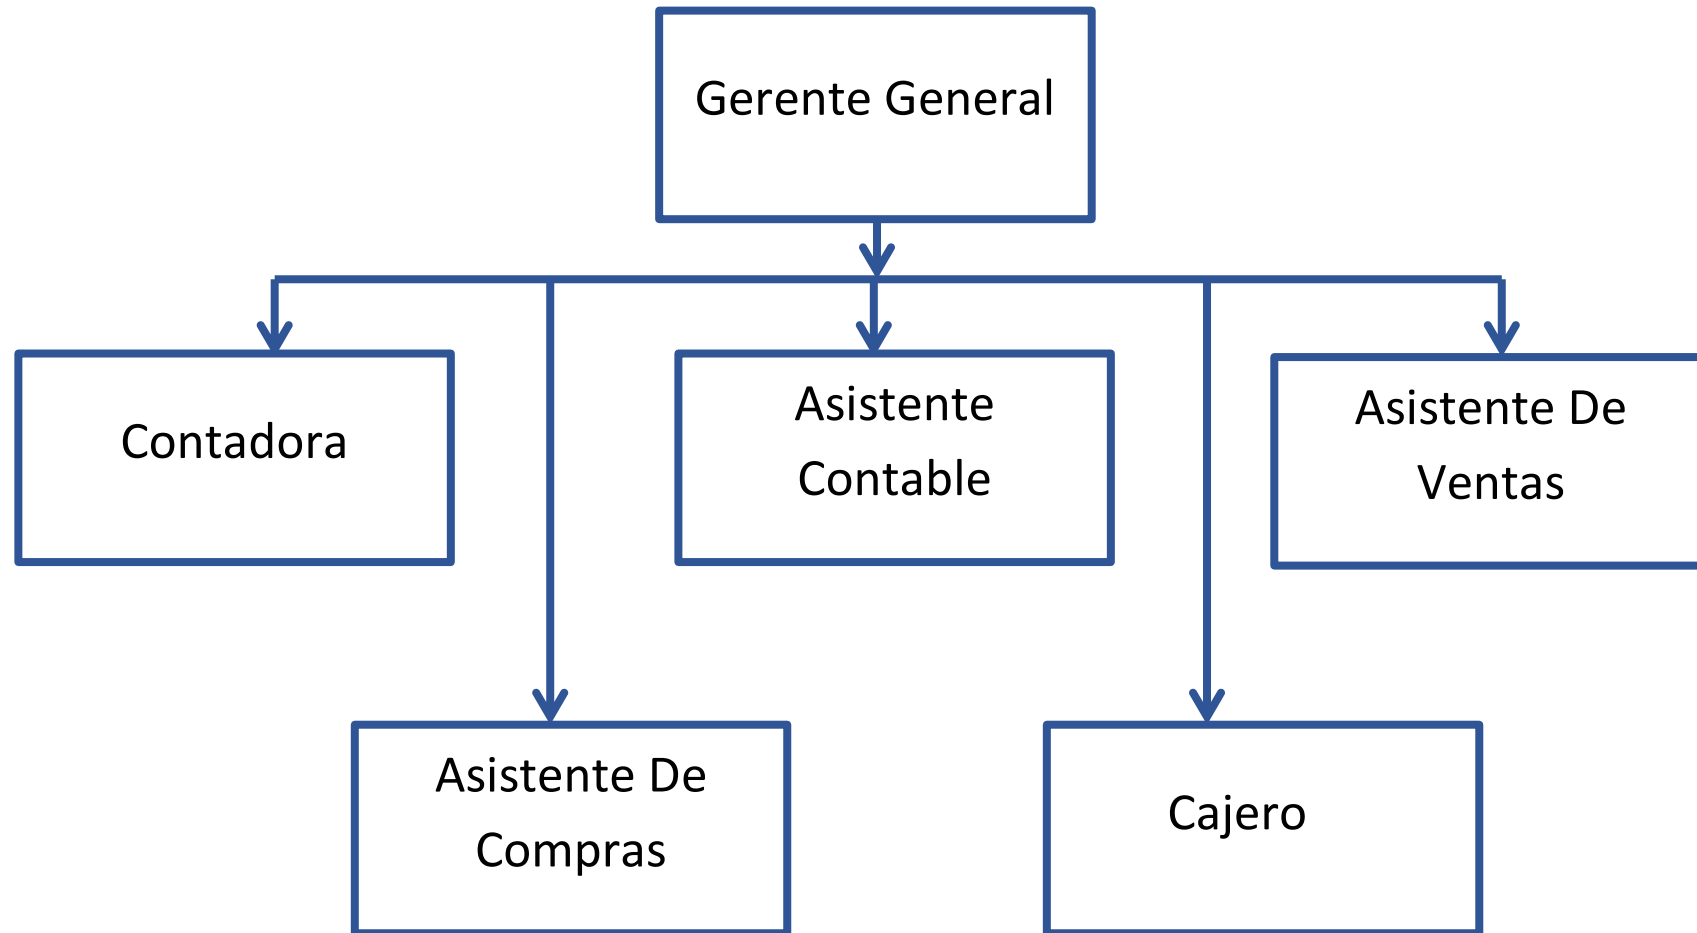 Gerente General
Contadora
Asistente
Contable
Asistente De
Ventas
Asistente De
Compras
Cajero